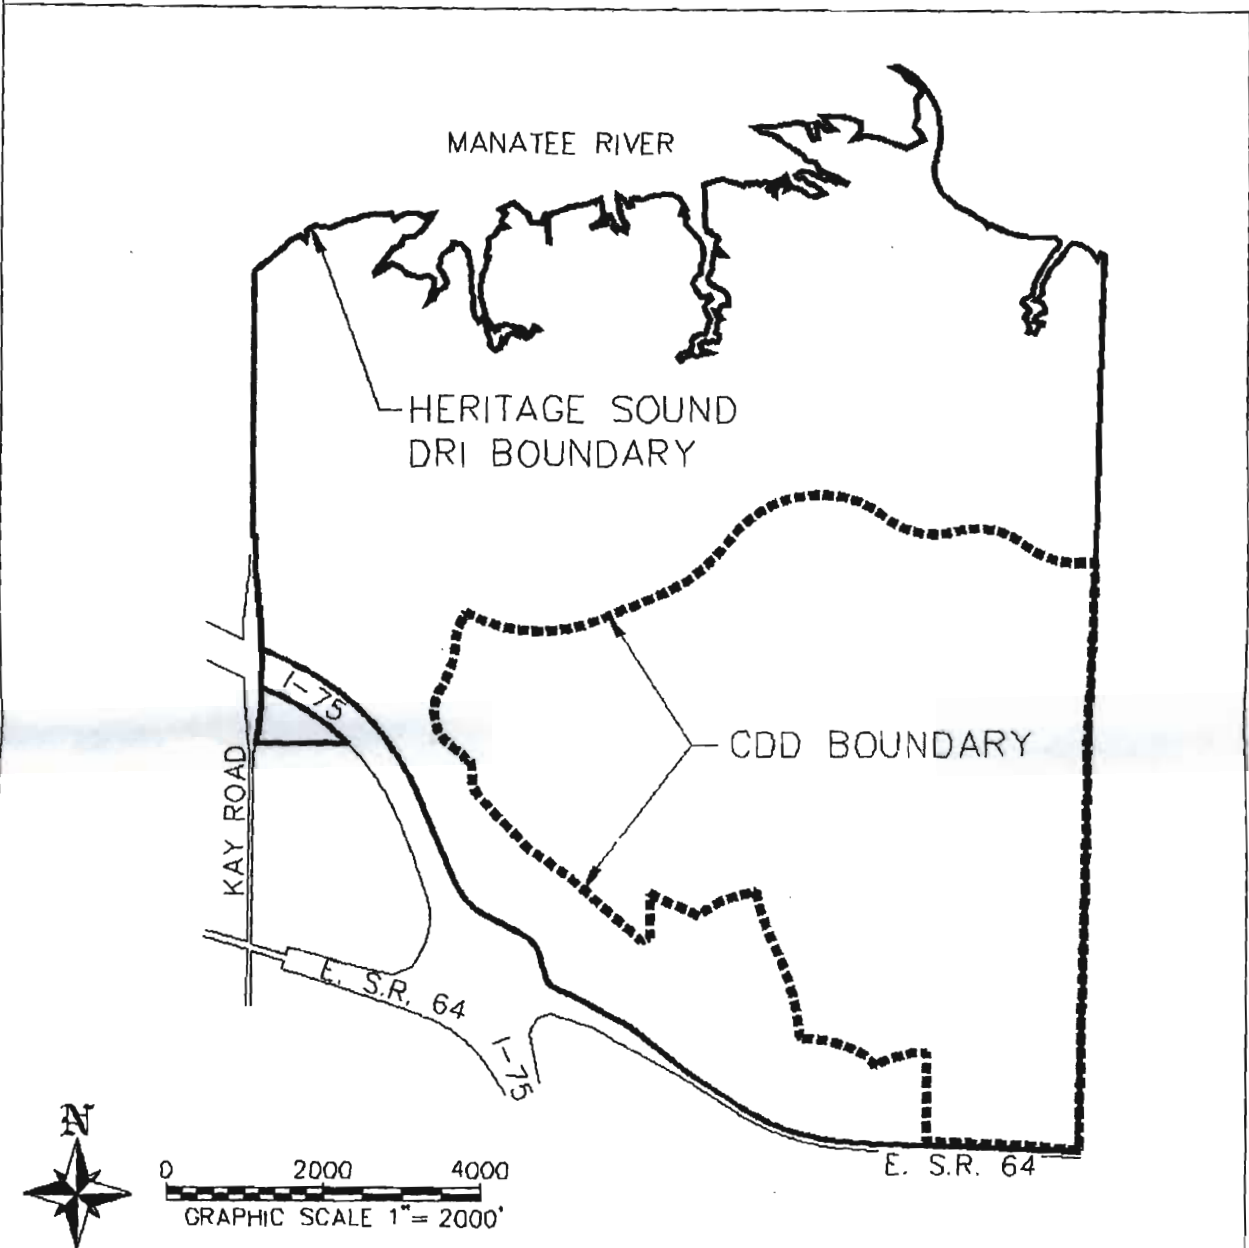 MANATEE RIVER
HERITAGE SOUND
DRI BOUNDARY
I-75
CDD BOUNDARY
KAY ROAD
E. S.R. 64
I-75
N
0 2000 4000
GRAPHIC SCALE 1"= 2000'
E. S.R. 64